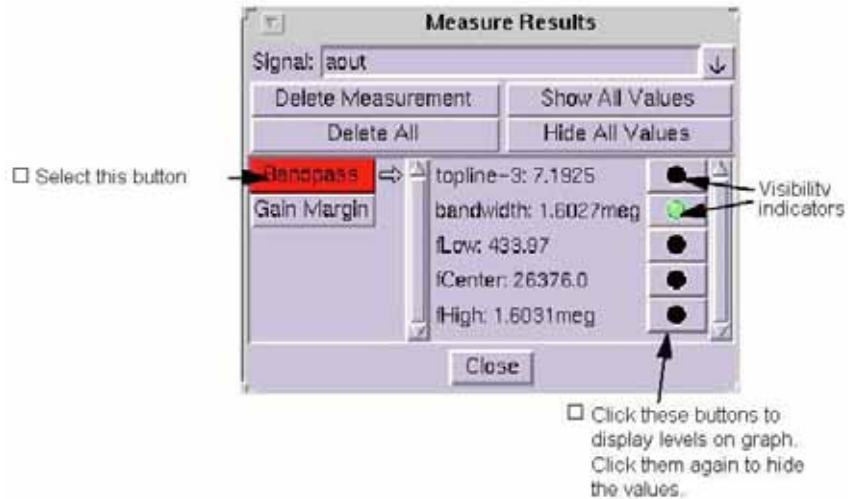 Measure Results
Signal: aout
Delete Measurement Show All Values
Delete All Hide All Values
□ Select this button
Bandpass
Gain Margin
topline-3: 7.1925
bandwidth: 1.6027meg
fLow: 433.97
fCenter: 26376.0
fHigh: 1.6031meg
Visibility
indicators
Close
□ Click these buttons to
display levels on graph.
Click them again to hide
the values.